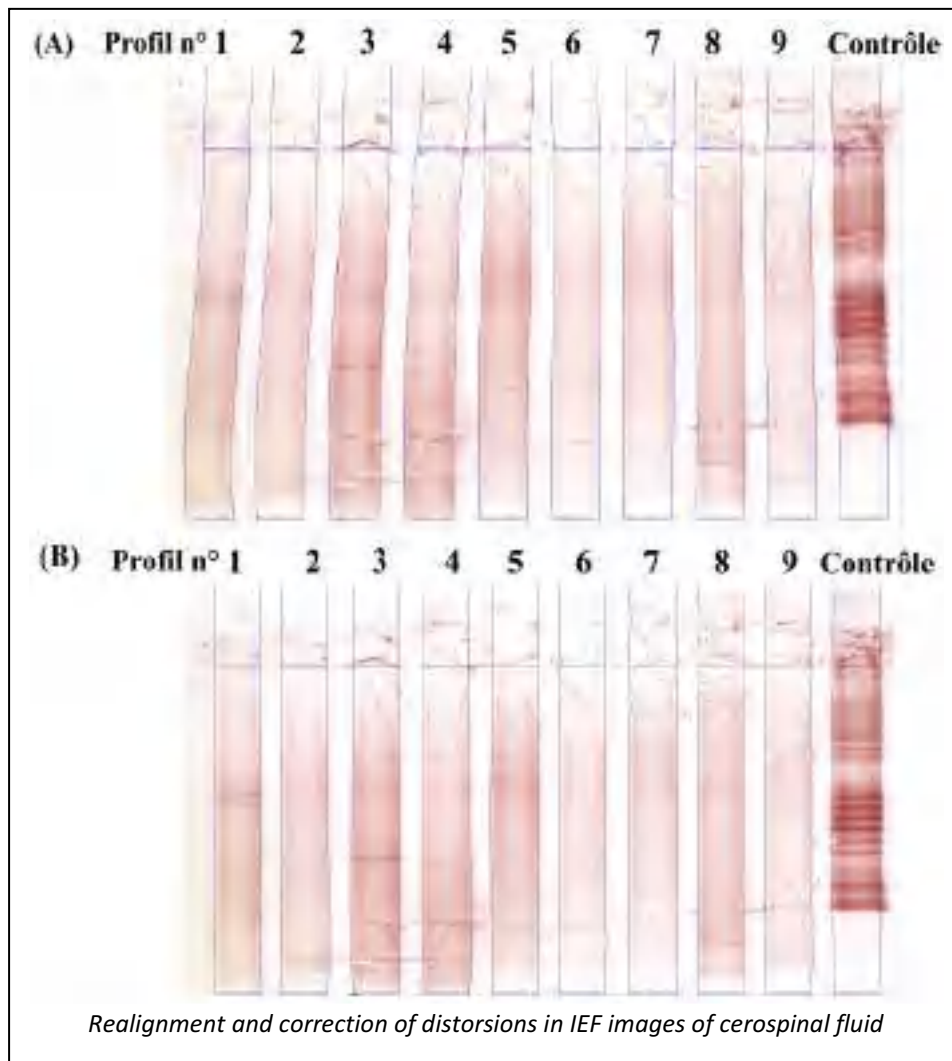 (A) Profil n° 1 2 3 4 5 6 7 8 9 Contrôle
(B) Profil n° 1 2 3 4 5 6 7 8 9 Contrôle
Realignment and correction of distorsions in IEF images of cerospinal fluid